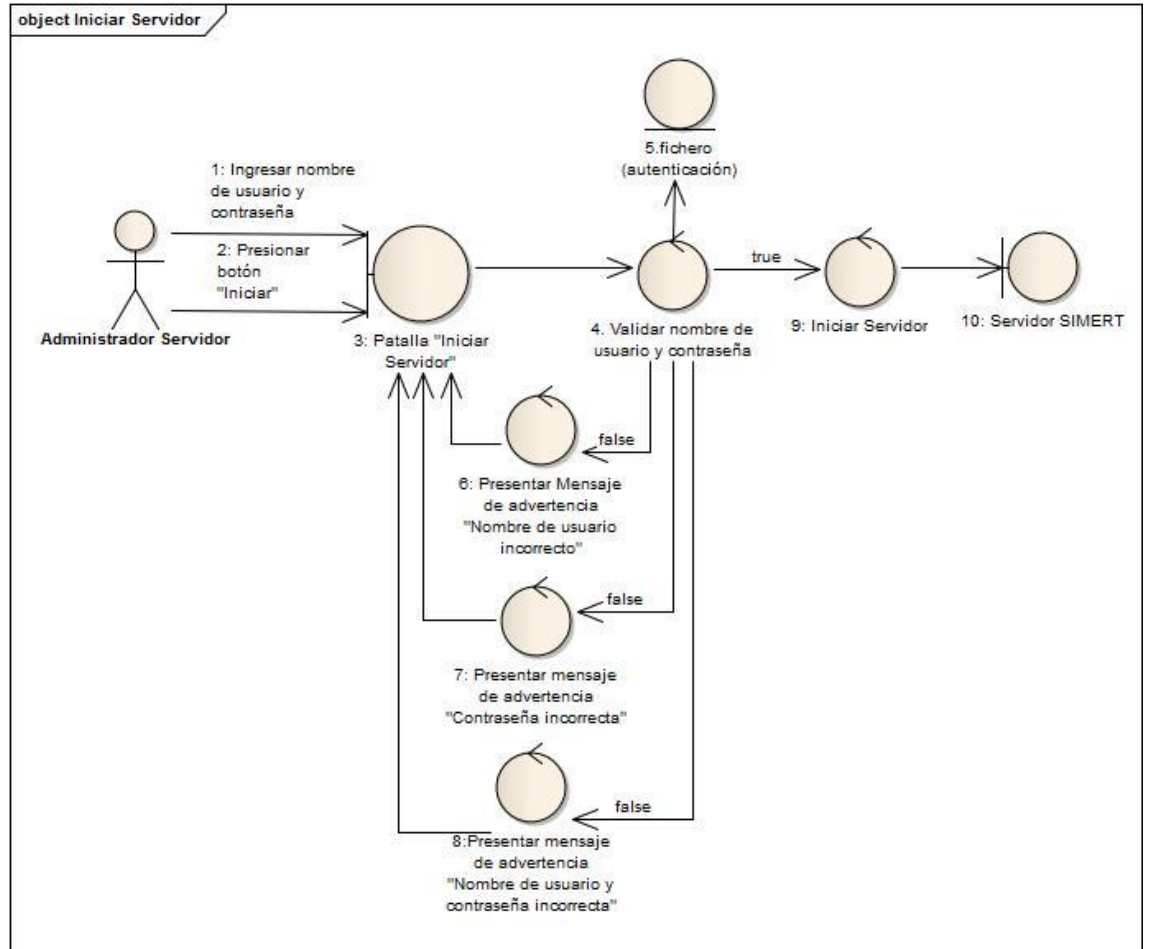 object Iniciar Servidor
5.fichero
(autenticación)
1: Ingresar nombre
de usuario y
contraseña
2: Presionar
botón
"Iniciar"
Administrador Servidor
3: Patalla "Iniciar
Servidor"
4. Validar nombre de
usuario y contraseña
true
9: Iniciar Servidor
10: Servidor SIMERT
false
6: Presentar Mensaje
de advertencia
"Nombre de usuario
incorrecto"
false
7: Presentar mensaje
de advertencia
"Contraseña incorrecta"
false
8:Presentar mensaje
de advertencia
"Nombre de usuario y
contraseña incorrecta"